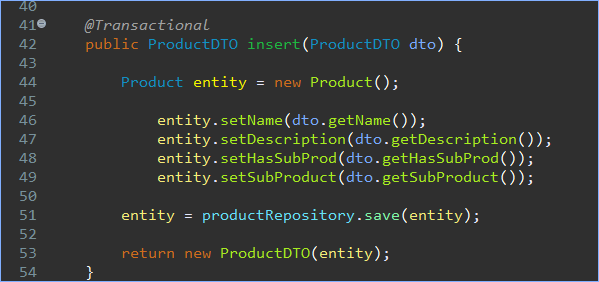 40
41 @Transactional
42 public ProductDTO insert(ProductDTO dto) {
43
44 Product entity = new Product();
45
46 entity.setName(dto.getName());
47 entity.setDescription(dto.getDescription());
48 entity.setHasSubProd(dto.getHasSubProd());
49 entity.setSubProduct(dto.getSubProduct());
50
51 entity = productRepository.save(entity);
52
53 return new ProductDTO(entity);
54 }